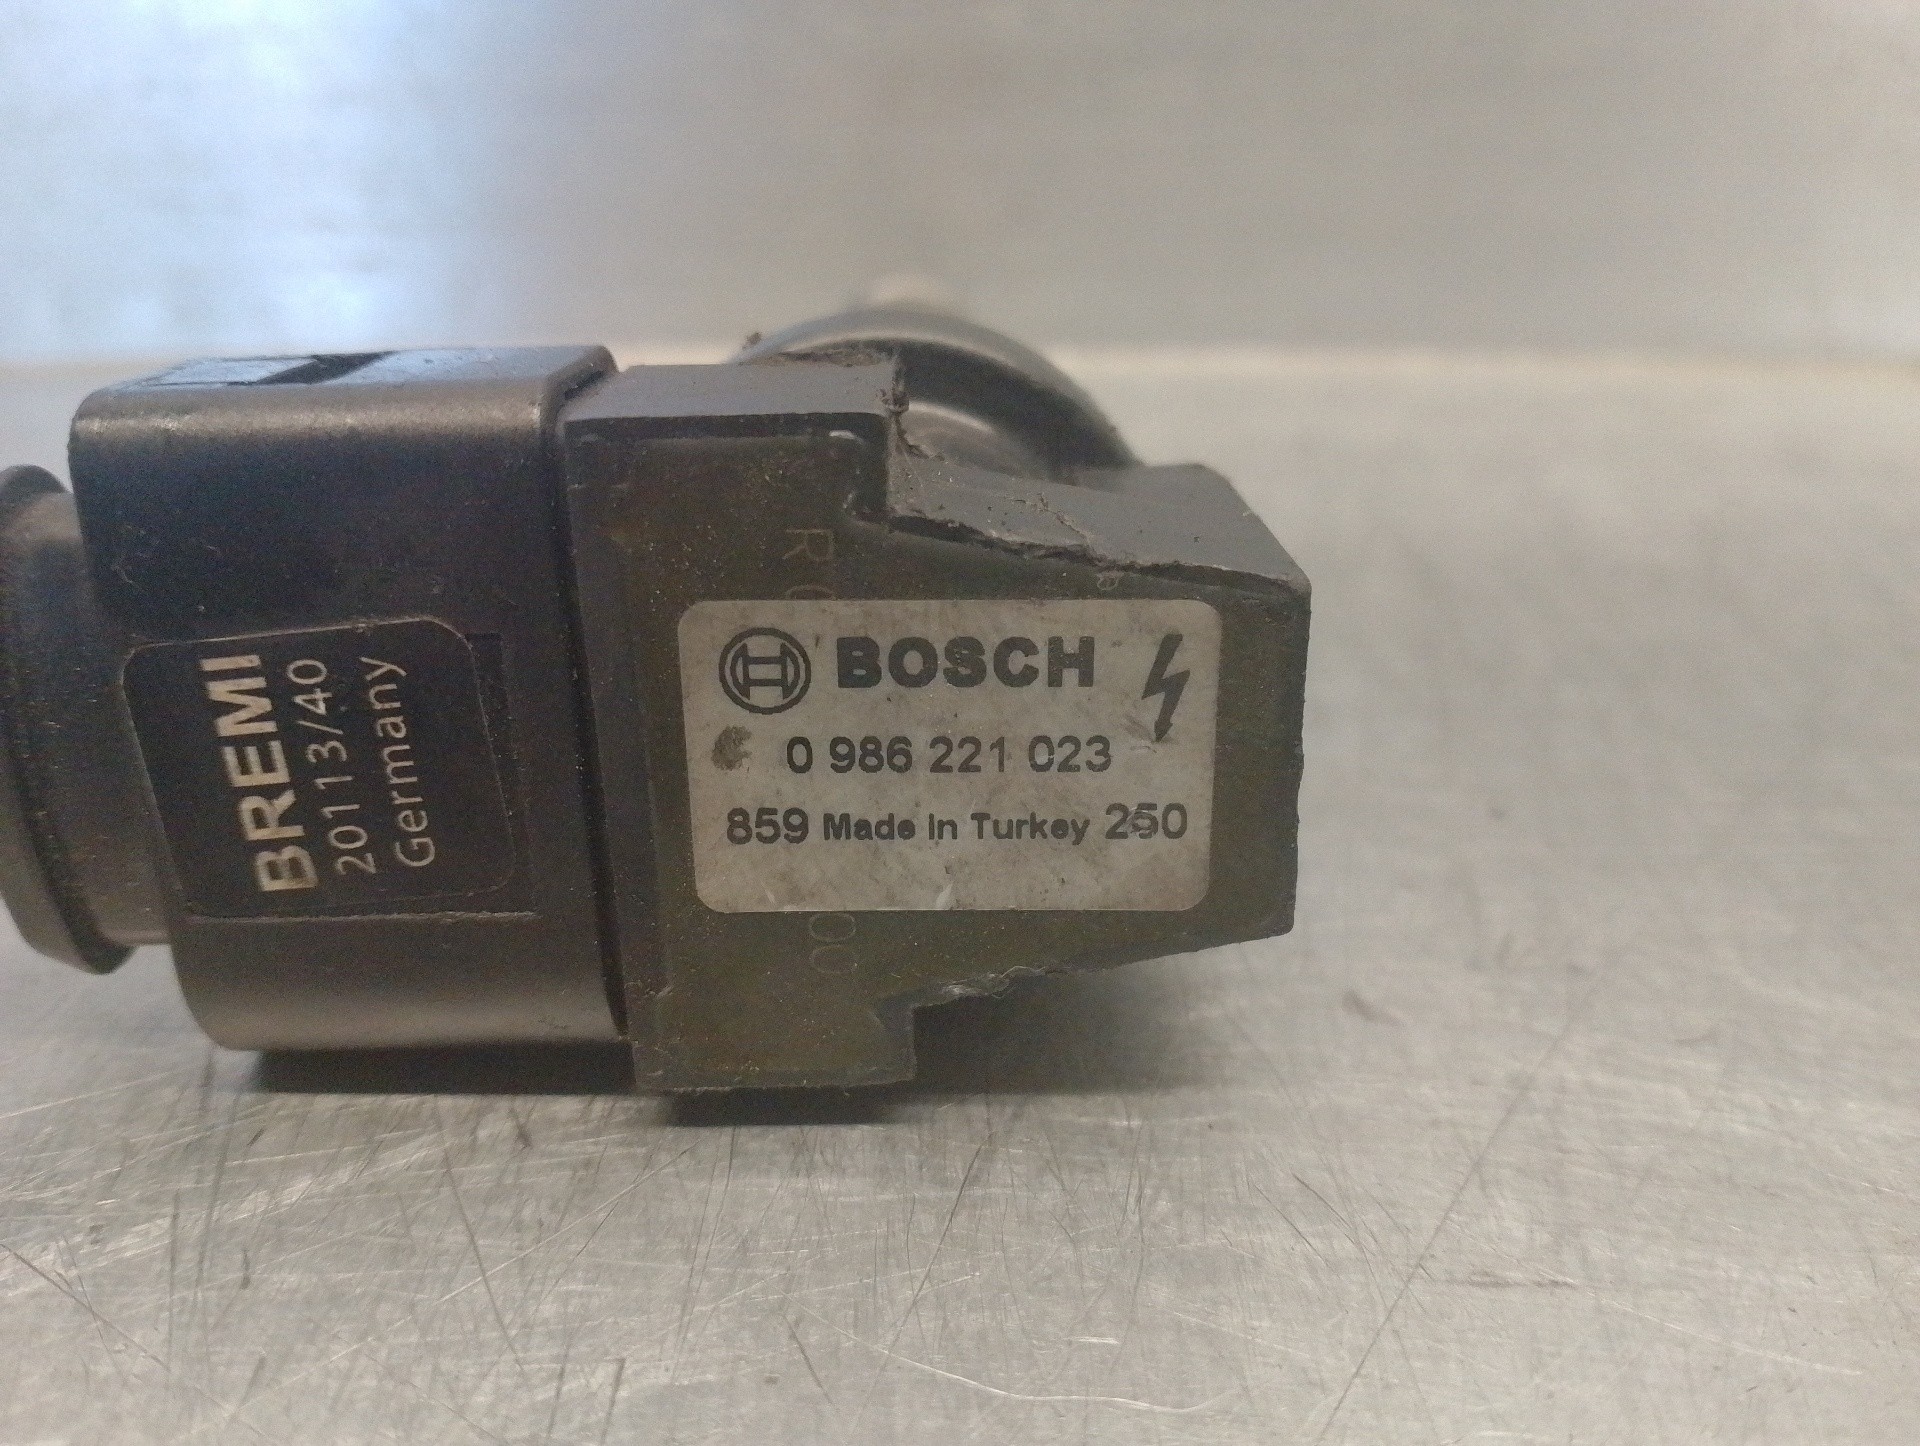 BREMI
20113/40
Germany
BOSCH
0 986 221 023
859 Made in Turkey 250